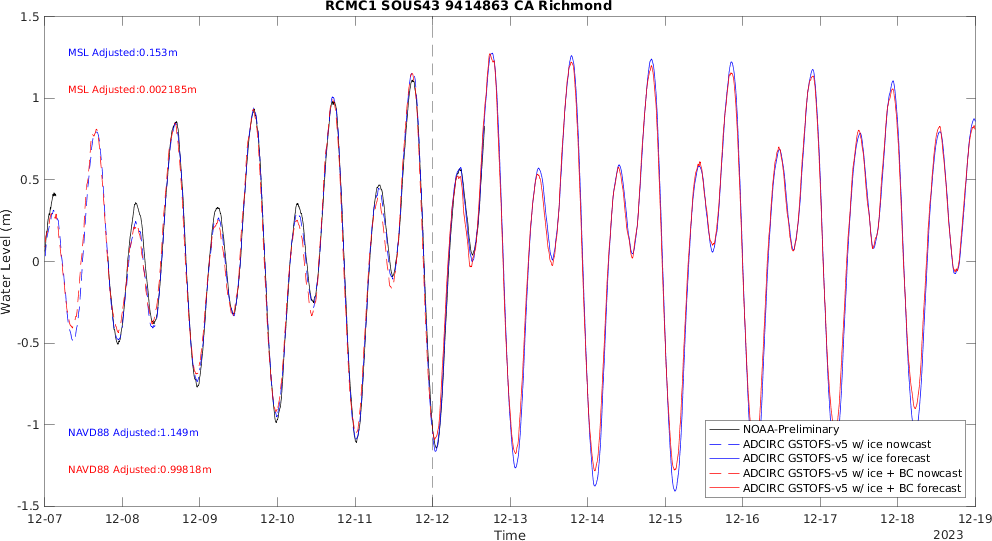 RCMC1 SOUS43 9414863 CA Richmond
1.5
1
0.5
0
-0.5
-1
-1.5
Water Level (m)
MSL Adjusted:0.153m
MSL Adjusted:0.002185m
NAVD88 Adjusted:1.149m
NAVD88 Adjusted:0.99818m
NOAA-Preliminary
ADCIRC GSTOFS-v5 w/ ice nowcast
ADCIRC GSTOFS-v5 w/ ice forecast
ADCIRC GSTOFS-v5 w/ ice + BC nowcast
ADCIRC GSTOFS-v5 w/ ice + BC forecast
12-07 12-08 12-09 12-10 12-11 12-12 12-13 12-14 12-15 12-16 12-17 12-18 12-19
Time
2023